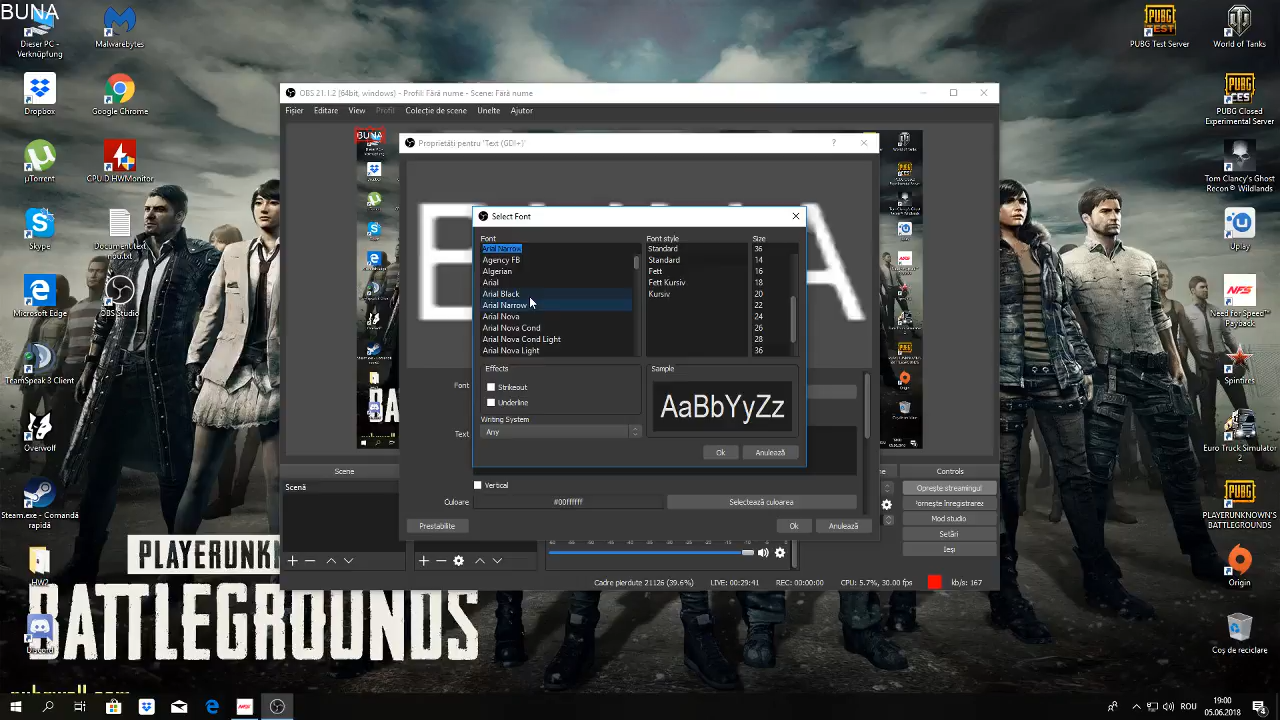 BUNA
Dieser PC -
Verknüpfung
Malwarebytes
Dropbox
Google Chrome
µTorrent
CPUID HWMonitor
Skype
Document text
nou.txt
Microsoft Edge
TeamSpeak 3 Client
Overwolf
Steam.exe - Comandă
rapidă
HW2
Discord
PUBG Test Server
World of Tanks
PUBG Closed
Experimental Server
Tom Clancy's Ghost
Recon® Wildlands
Uplay
Need for Speed™
Payback
Spintires
Euro Truck Simulator
2
PLAYERUNKNOWN'S
BATTLEGROUNDS
Origin
Coș de reciclare
OBS 21.1.2 (64bit, windows) - Profil: Fără nume - Scene: Fără nume
Fișier Editare View Profil Colecție de scene Unelte Ajutor
BUNA
Proprietăți pentru 'Text (GDI+)'
Select Font
Font
Arial Narrow
Agency FB
Algerian
Arial
Arial Black
Arial Narrow
Arial Nova
Arial Nova Cond
Arial Nova Cond Light
Arial Nova Light
Font style
Standard
Standard
Fett
Fett Kursiv
Kursiv
Size
36
14
16
18
20
22
24
26
28
36
Effects
Strikeout
Underline
Writing System
Any
Sample
AaBbYyZz
Ok Anulează
Font
Text
Vertical
Culoare #00ffffff Selectează culoarea
Prestabilite Ok Anulează
Scene
Scenă
Controls
Oprește streamingul
Pornește înregistrarea
Mod studio
Setări
Ieși
Cadre pierdute 21126 (39.6%) LIVE: 00:29:41 REC: 00:00:00 CPU: 5.7%, 30.00 fps kb/s: 167
PLAYERUNKN
BATTLEGROUNDS
19:00
05.06.2018